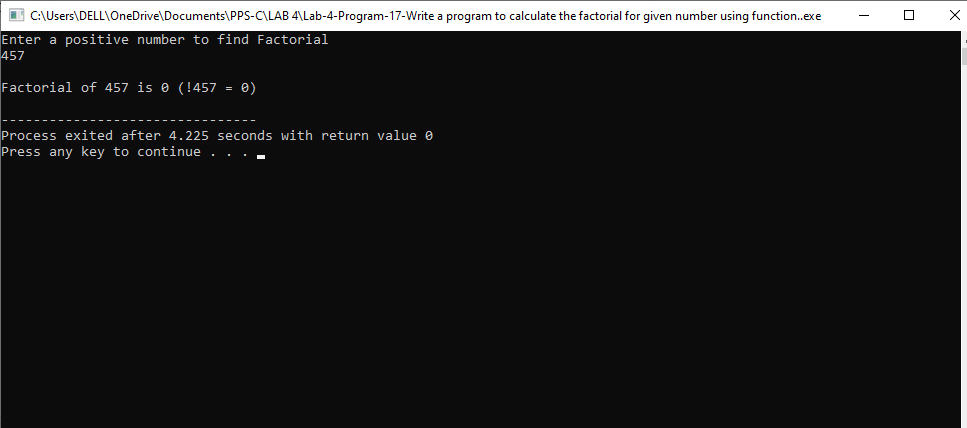 C:\Users\DELL\OneDrive\Documents\PPS-C\LAB 4\Lab-4-Program-17-Write a program to calculate the factorial for given number using function..exe
Enter a positive number to find Factorial
457
Factorial of 457 is 0 (!457 = 0)
--------------------------------
Process exited after 4.225 seconds with return value 0
Press any key to continue . . .